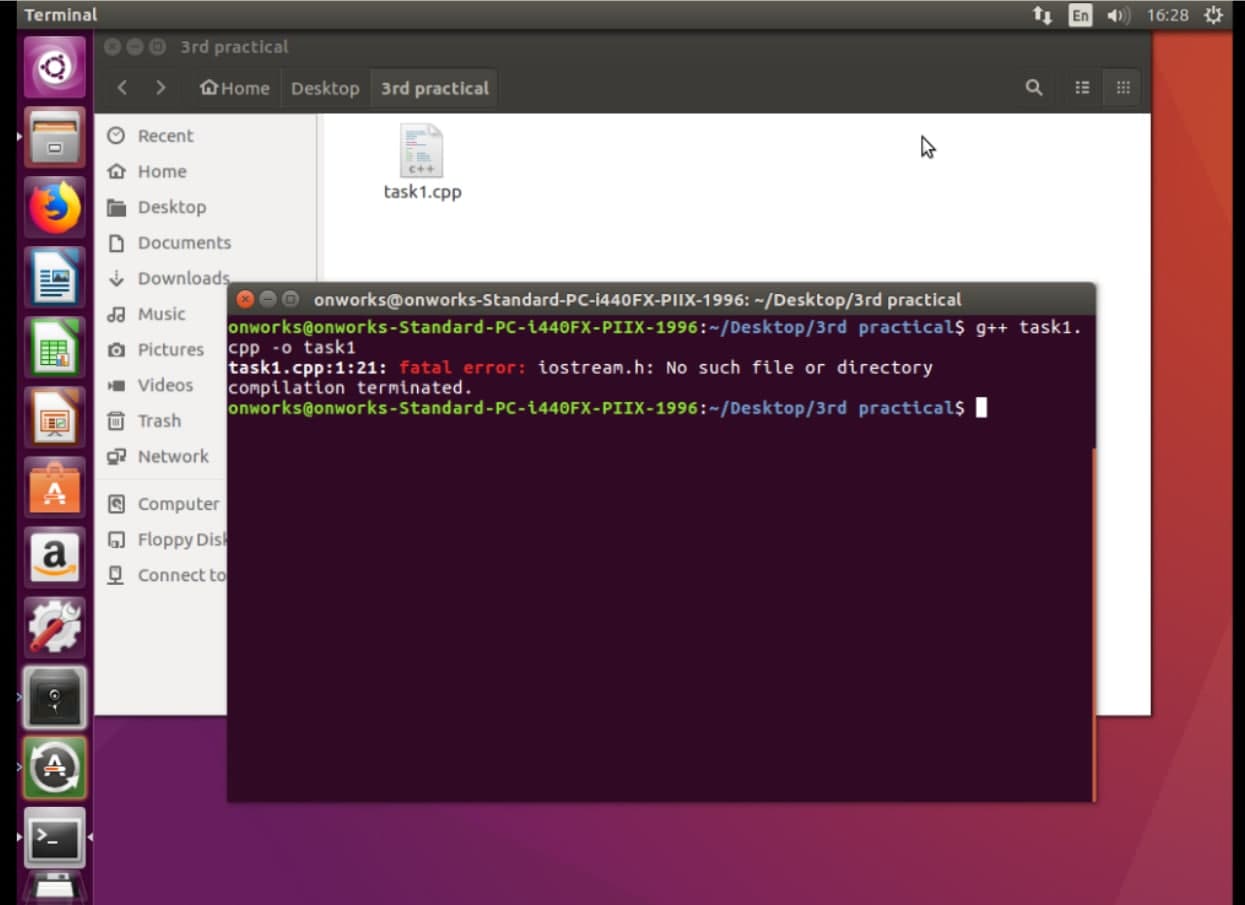 Terminal
En
16:28
3rd practical
Home Desktop 3rd practical
Recent
Home
Desktop
Documents
Downloads
Music
Pictures
Videos
Trash
Network
Computer
Floppy Disk
Connect to
c++
task1.cpp
onworks@onworks-Standard-PC-i440FX-PIIX-1996: ~/Desktop/3rd practical
onworks@onworks-Standard-PC-i440FX-PIIX-1996:~/Desktop/3rd practical$ g++ task1.
cpp -o task1
task1.cpp:1:21: fatal error: iostream.h: No such file or directory
compilation terminated.
onworks@onworks-Standard-PC-i440FX-PIIX-1996:~/Desktop/3rd practical$
a
>_